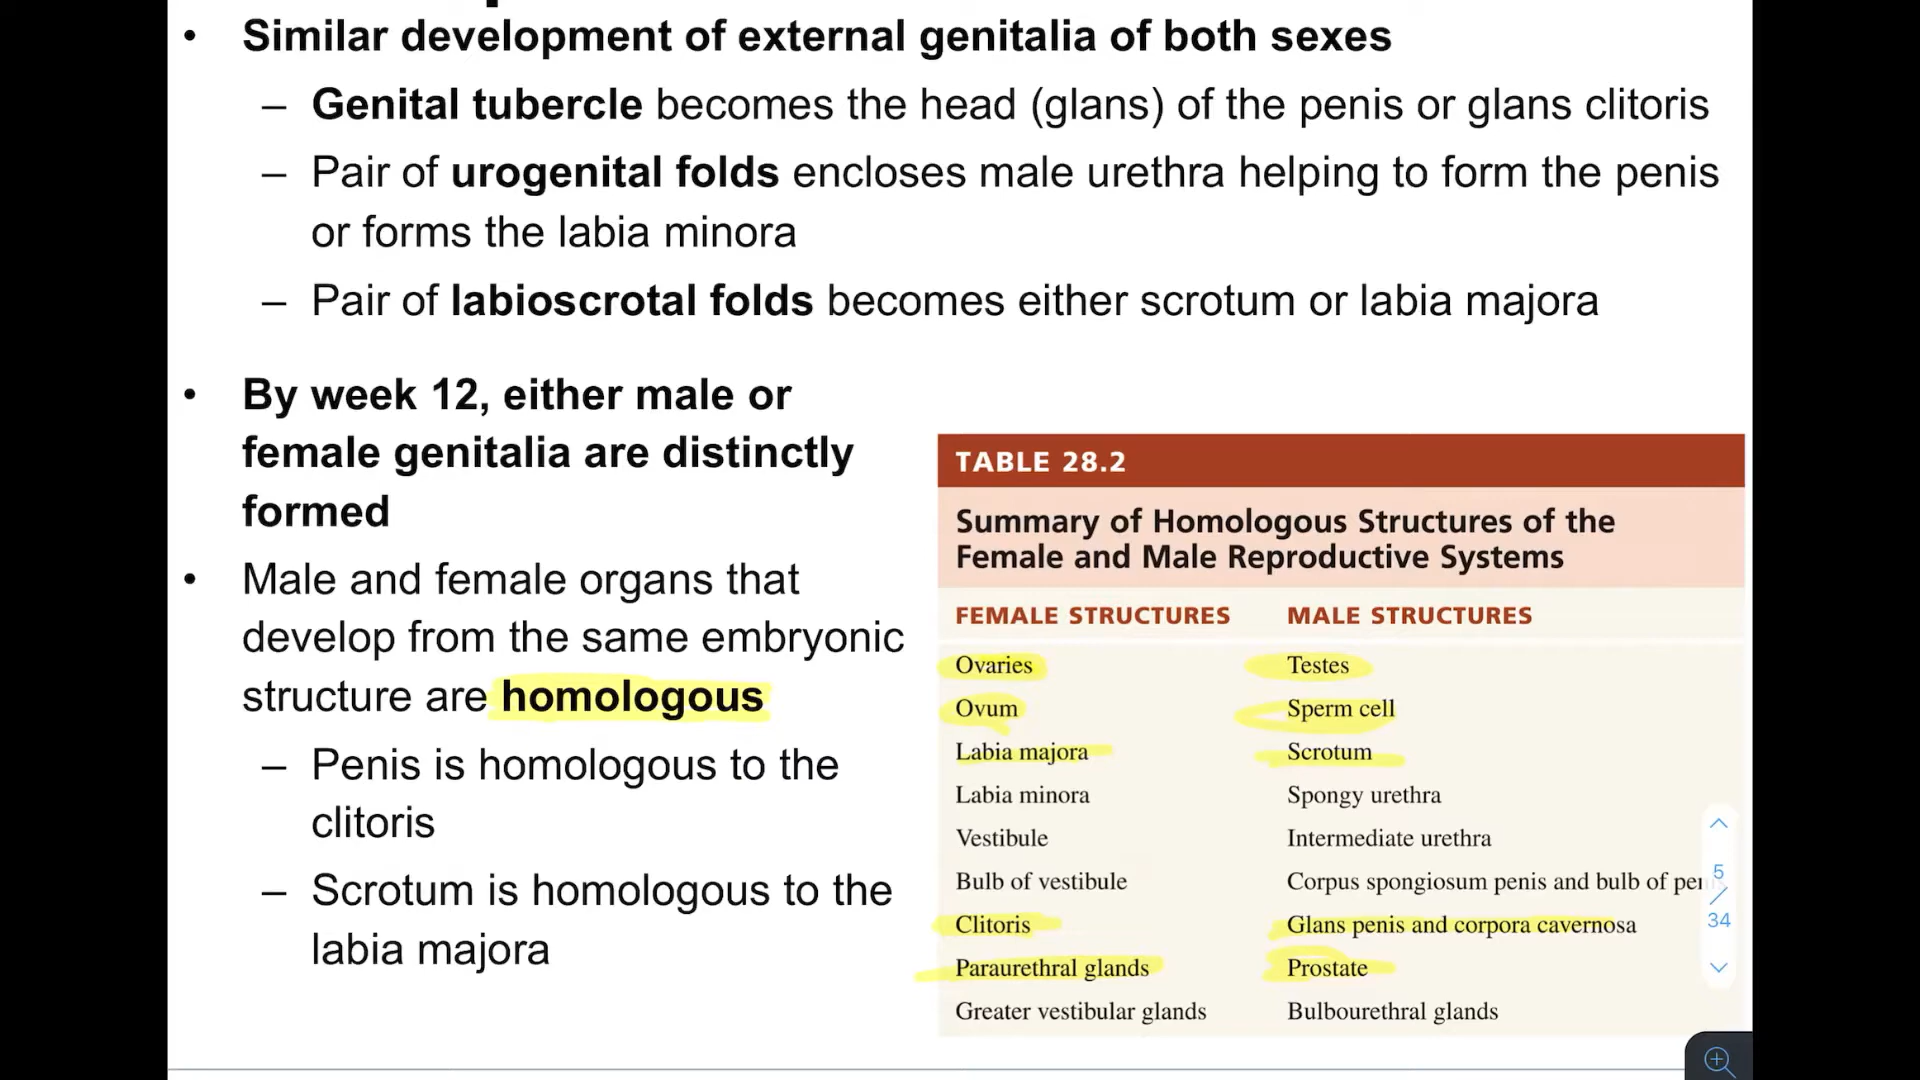 • Similar development of external genitalia of both sexes
– Genital tubercle becomes the head (glans) of the penis or glans clitoris
– Pair of urogenital folds encloses male urethra helping to form the penis
or forms the labia minora
– Pair of labioscrotal folds becomes either scrotum or labia majora
• By week 12, either male or
female genitalia are distinctly
formed
• Male and female organs that
develop from the same embryonic
structure are homologous
– Penis is homologous to the
clitoris
– Scrotum is homologous to the
labia majora
TABLE 28.2
Summary of Homologous Structures of the
Female and Male Reproductive Systems
FEMALE STRUCTURES MALE STRUCTURES
Ovaries Testes
Ovum Sperm cell
Labia majora Scrotum
Labia minora Spongy urethra
Vestibule Intermediate urethra
Bulb of vestibule Corpus spongiosum penis and bulb of
Clitoris Glans penis and corpora cavernosa
Paraurethral glands Prostate
Greater vestibular glands Bulbourethral glands
5
/
34